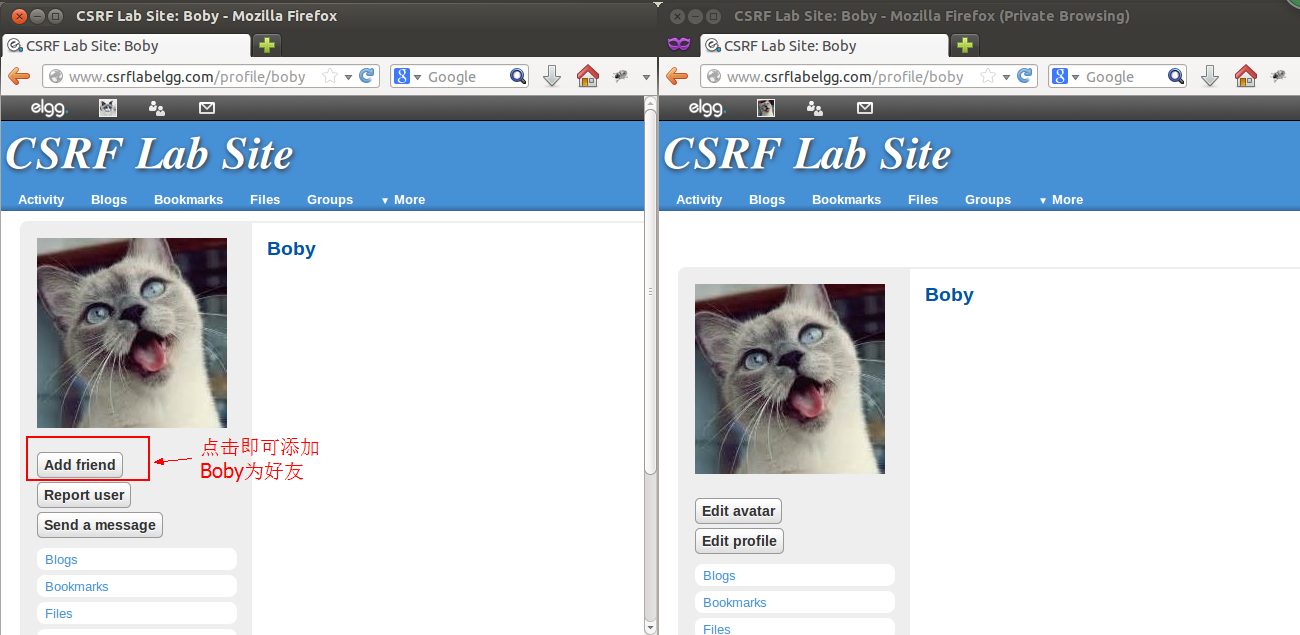 CSRF Lab Site: Boby - Mozilla Firefox
CSRF Lab Site: Boby
www.csrflabelgg.com/profile/boby
Google
elgg.
CSRF Lab Site
Activity Blogs Bookmarks Files Groups ▼ More
Boby
点击即可添加
Boby为好友
Add friend
Report user
Send a message
Blogs
Bookmarks
Files
CSRF Lab Site: Boby - Mozilla Firefox (Private Browsing)
CSRF Lab Site: Boby
www.csrflabelgg.com/profile/boby
Google
elgg.
CSRF Lab Site
Activity Blogs Bookmarks Files Groups ▼ More
Boby
Edit avatar
Edit profile
Blogs
Bookmarks
Files